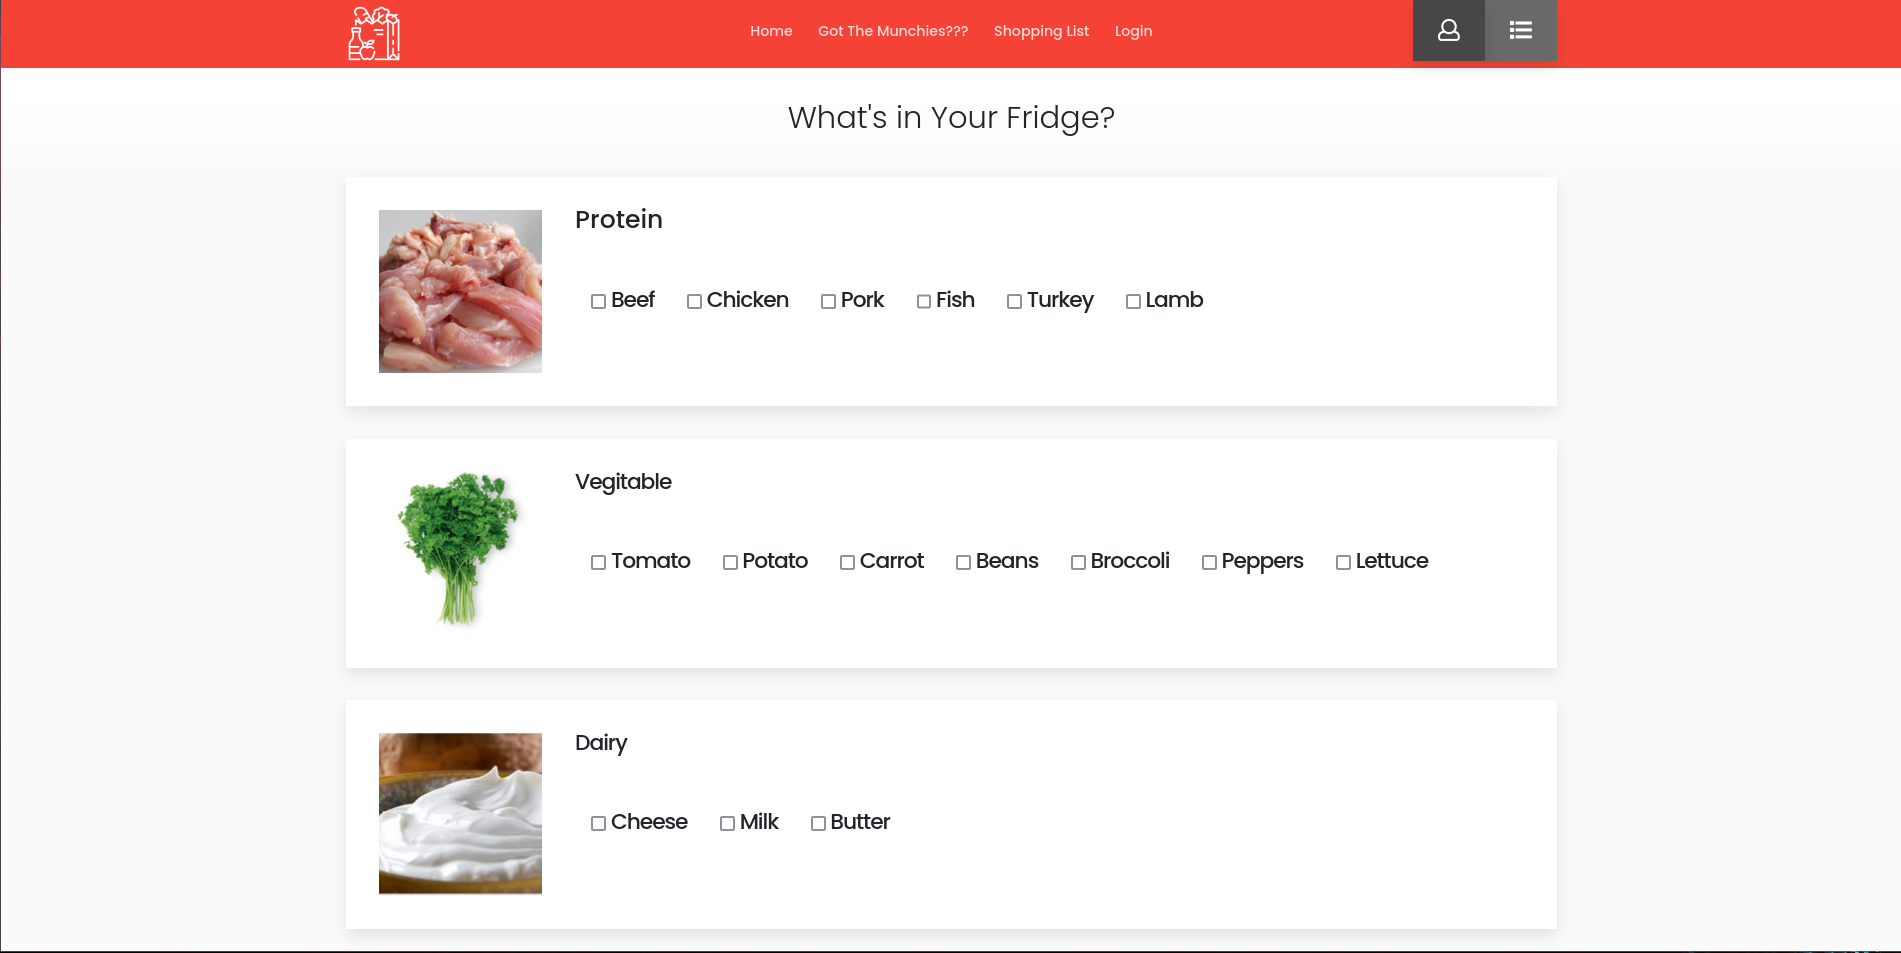 Home Got The Munchies??? Shopping List Login
What's in Your Fridge?
Protein
Beef Chicken Pork Fish Turkey Lamb
Vegitable
Tomato Potato Carrot Beans Broccoli Peppers Lettuce
Dairy
Cheese Milk Butter